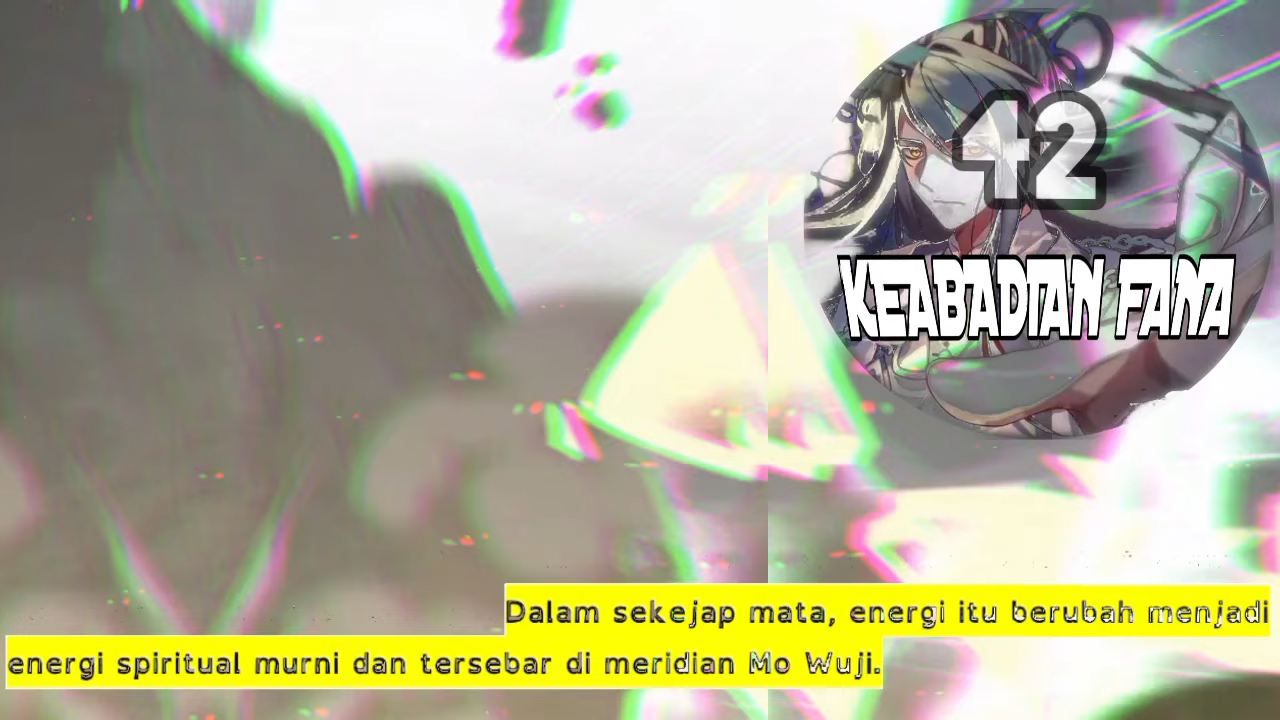 42
KEABADIAN FANA
Dalam sekejap mata, energi itu berubah menjadi
energi spiritual murni dan tersebar di meridian Mo Wuji.